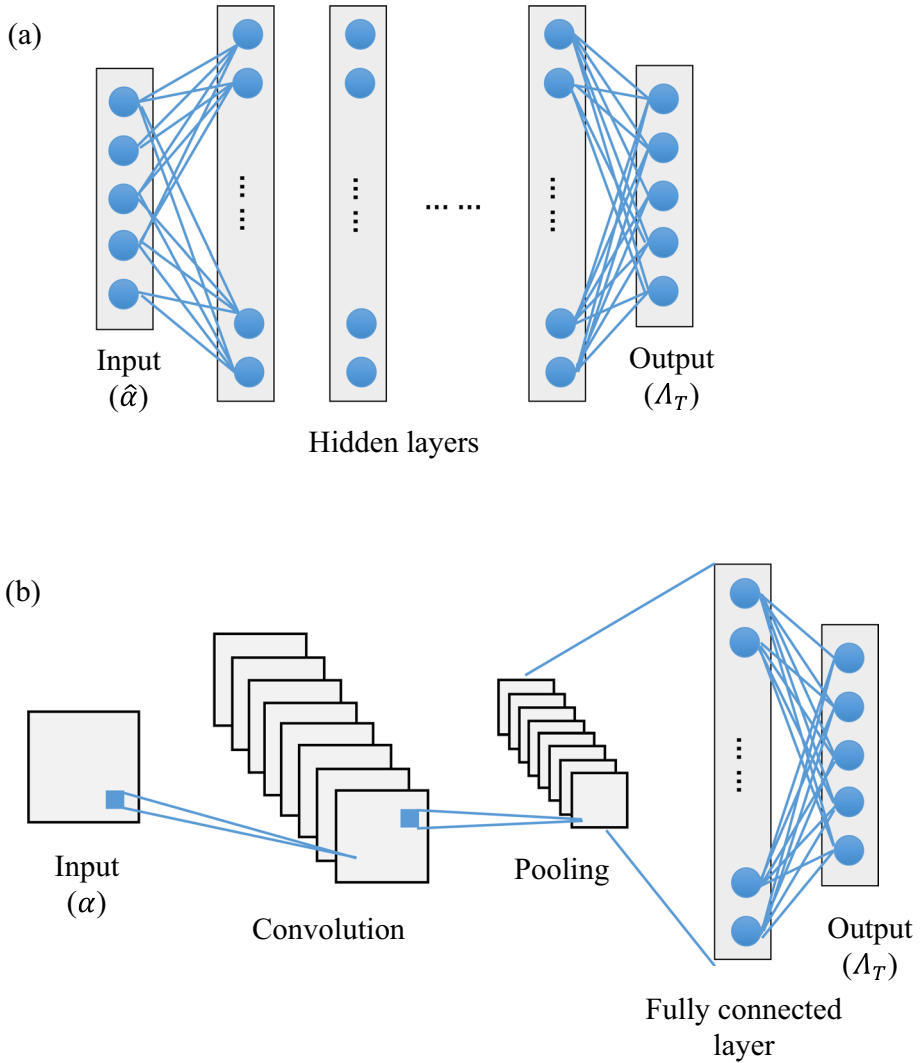 (a)
Input
(α̂)
Hidden layers
Output
(Λ_T)
(b)
Input
(α)
Convolution
Pooling
Fully connected
layer
Output
(Λ_T)